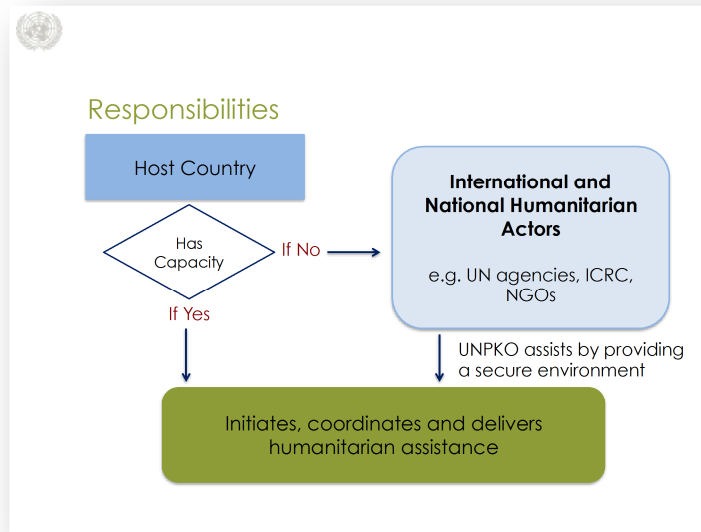 Responsibilities
Host Country
Has
Capacity
If No
If Yes
International and
National Humanitarian
Actors
e.g. UN agencies, ICRC,
NGOs
UNPKO assists by providing
a secure environment
Initiates, coordinates and delivers
humanitarian assistance